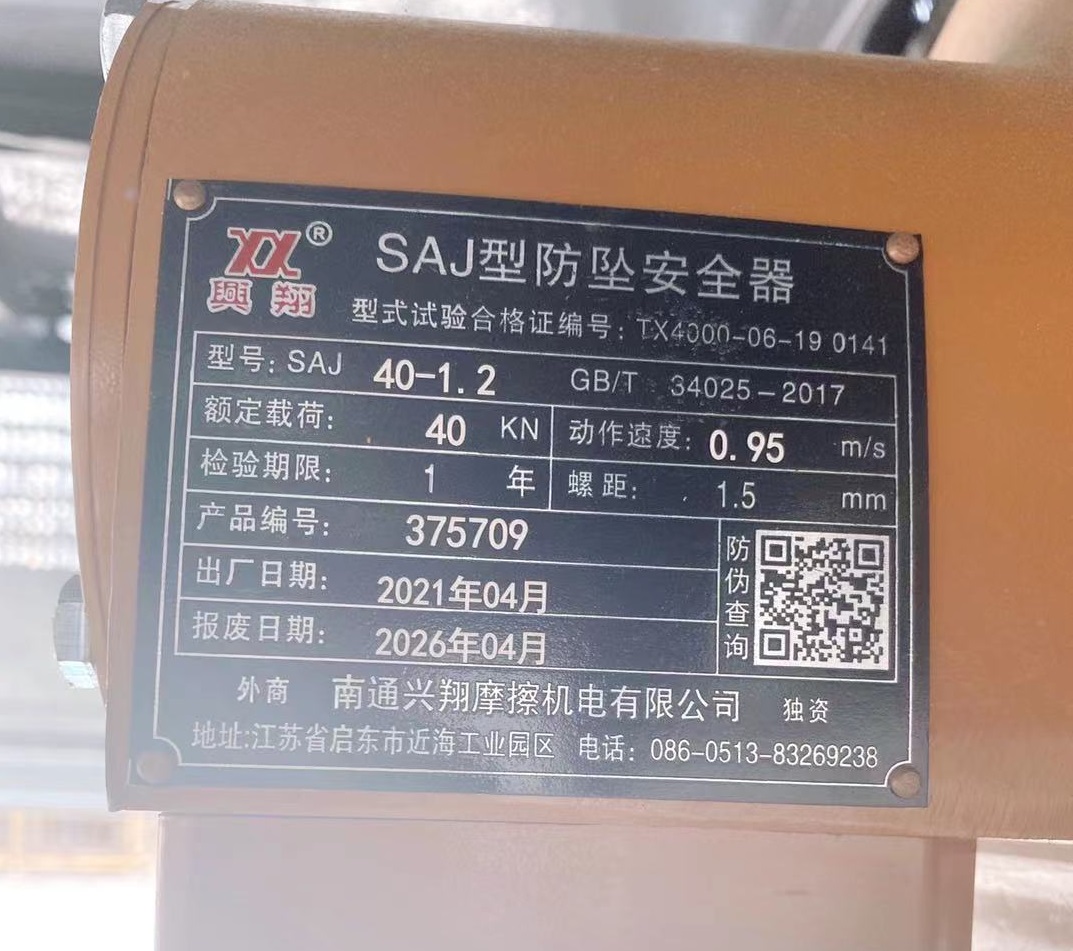 XX®
興翔
SAJ型防坠安全器
型式试验合格证编号: TX4000-06-19 0141
型号: SAJ 40-1.2 GB/T 34025-2017
额定载荷: 40 KN 动作速度: 0.95 m/s
检验期限: 1 年 螺距: 1.5 mm
产品编号: 375709
出厂日期: 2021年04月
报废日期: 2026年04月
防伪查询
外商 南通兴翔摩擦机电有限公司 独资
地址:江苏省启东市近海工业园区 电话: 086-0513-83269238